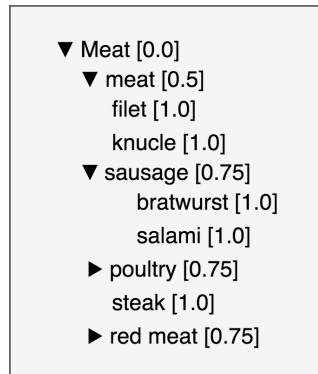 ▼ Meat [0.0]
▼ meat [0.5]
filet [1.0]
knucle [1.0]
▼ sausage [0.75]
bratwurst [1.0]
salami [1.0]
▶ poultry [0.75]
steak [1.0]
▶ red meat [0.75]